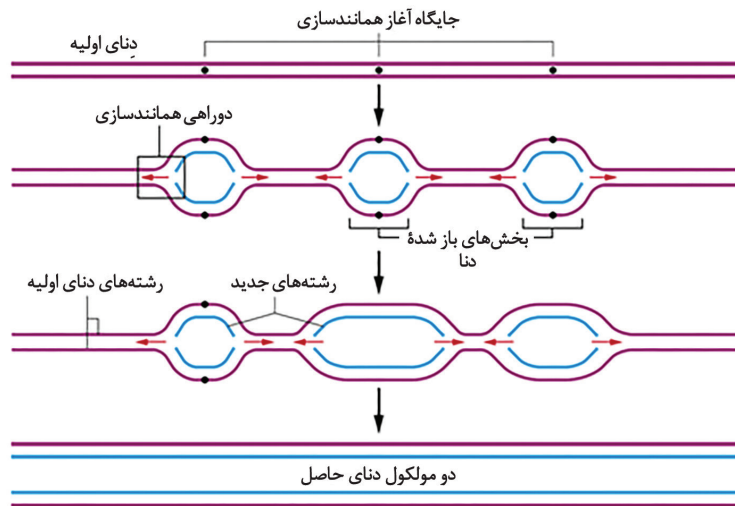 جایگاه آغاز همانندسازی
دِنای اولیه
دوراهی همانندسازی
بخش‌های باز شدهٔ
دنا
رشته‌های جدید
رشته‌های دنای اولیه
دو مولکول دنای حاصل